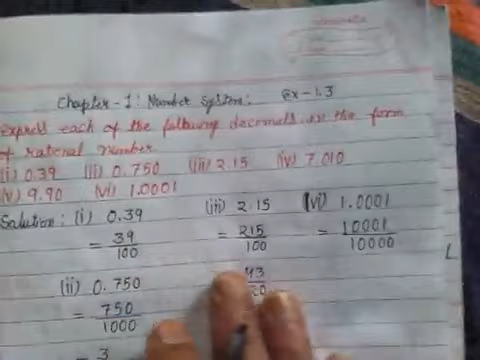 Chapter - 1: Number System: Ex - 1.3
Express each of the following decimals in the form
of rational number.
(i) 0.39 (ii) 0.750 (iii) 2.15 (iv) 7.010
(v) 9.90 (vi) 1.0001
Solution: (i) 0.39
= 39/100
(ii) 0.750
= 750/1000
= 3
(iii) 2.15
= 215/100
43
(vi) 1.0001
= 10001/10000